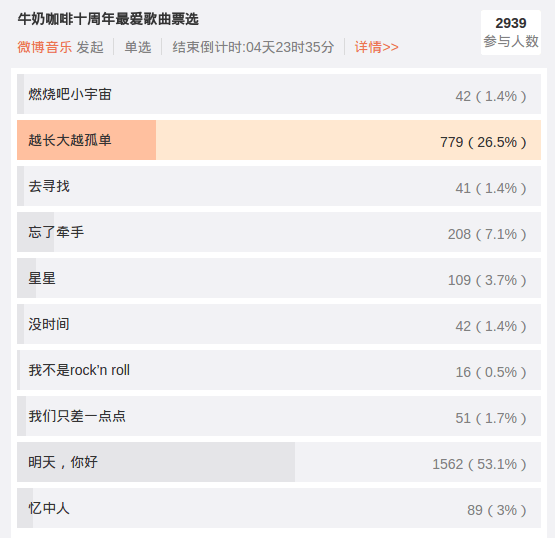 牛奶咖啡十周年最爱歌曲票选
2939
参与人数
微博音乐 发起 单选 结束倒计时:04天23时35分 详情>>
燃烧吧小宇宙 42 ( 1.4% )
越长大越孤单 779 ( 26.5% )
去寻找 41 ( 1.4% )
忘了牵手 208 ( 7.1% )
星星 109 ( 3.7% )
没时间 42 ( 1.4% )
我不是rock'n roll 16 ( 0.5% )
我们只差一点点 51 ( 1.7% )
明天，你好 1562 ( 53.1% )
忆中人 89 ( 3% )